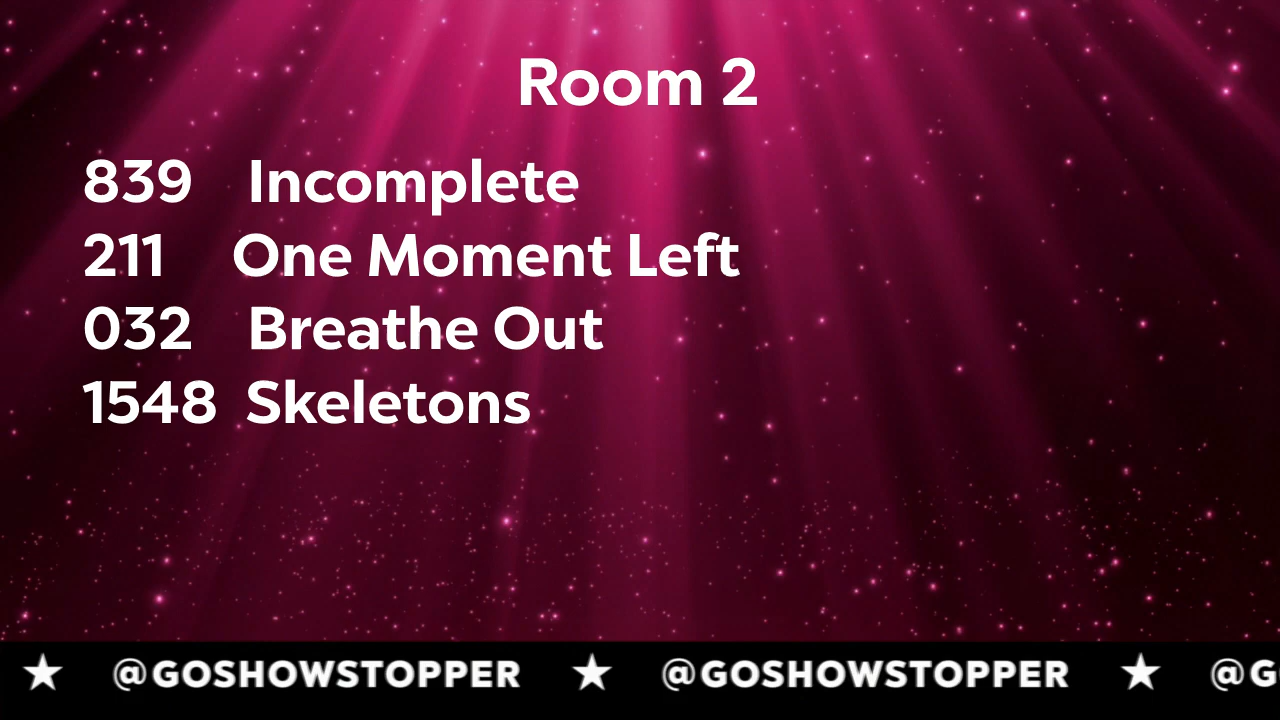 Room 2
839 Incomplete
211 One Moment Left
032 Breathe Out
1548 Skeletons
★ @GOSHOWSTOPPER ★ @GOSHOWSTOPPER ★ @G